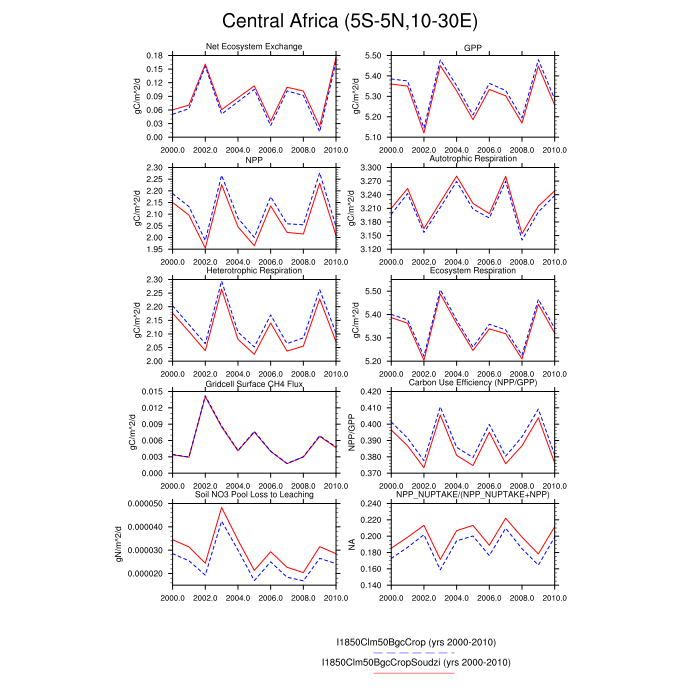 Central Africa (5S-5N,10-30E)
Net Ecosystem Exchange
gC/m^2/d
0.18
0.15
0.12
0.09
0.06
0.03
0.00
2000.0 2002.0 2004.0 2006.0 2008.0 2010.0
GPP
gC/m^2/d
5.50
5.40
5.30
5.20
5.10
2000.0 2002.0 2004.0 2006.0 2008.0 2010.0
NPP
gC/m^2/d
2.30
2.25
2.20
2.15
2.10
2.05
2.00
1.95
2000.0 2002.0 2004.0 2006.0 2008.0 2010.0
Autotrophic Respiration
gC/m^2/d
3.300
3.270
3.240
3.210
3.180
3.150
3.120
2000.0 2002.0 2004.0 2006.0 2008.0 2010.0
Heterotrophic Respiration
gC/m^2/d
2.30
2.25
2.20
2.15
2.10
2.05
2.00
2000.0 2002.0 2004.0 2006.0 2008.0 2010.0
Ecosystem Respiration
gC/m^2/d
5.50
5.40
5.30
5.20
2000.0 2002.0 2004.0 2006.0 2008.0 2010.0
Gridcell Surface CH4 Flux
gC/m^2/d
0.015
0.012
0.009
0.006
0.003
0.000
2000.0 2002.0 2004.0 2006.0 2008.0 2010.0
Carbon Use Efficiency (NPP/GPP)
NPP/GPP
0.420
0.410
0.400
0.390
0.380
0.370
2000.0 2002.0 2004.0 2006.0 2008.0 2010.0
Soil NO3 Pool Loss to Leaching
gN/m^2/d
0.000050
0.000040
0.000030
0.000020
2000.0 2002.0 2004.0 2006.0 2008.0 2010.0
NPP_NUPTAKE/(NPP_NUPTAKE+NPP)
NA
0.240
0.220
0.200
0.180
0.160
0.140
2000.0 2002.0 2004.0 2006.0 2008.0 2010.0
I1850Clm50BgcCrop (yrs 2000-2010)
I1850Clm50BgcCropSoudzi (yrs 2000-2010)